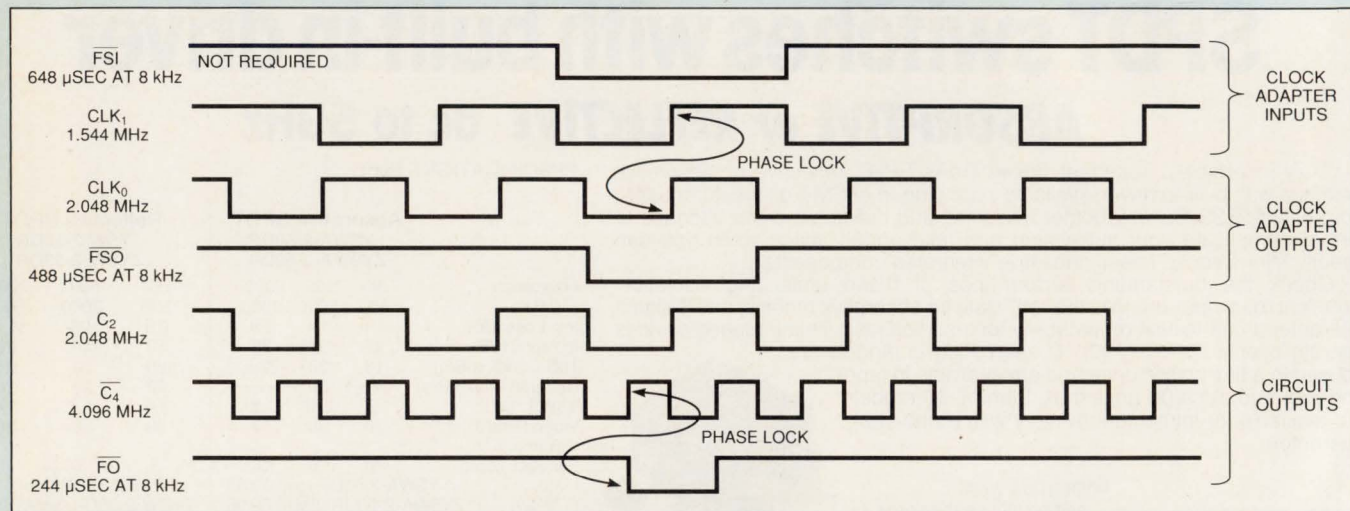 FSI
648 µSEC AT 8 kHz
NOT REQUIRED
CLK₁
1.544 MHz
PHASE LOCK
CLK₀
2.048 MHz
FSO
488 µSEC AT 8 kHz
C₂
2.048 MHz
C₄
4.096 MHz
PHASE LOCK
FO
244 µSEC AT 8 kHz
CLOCK
ADAPTER
INPUTS
CLOCK
ADAPTER
OUTPUTS
CIRCUIT
OUTPUTS